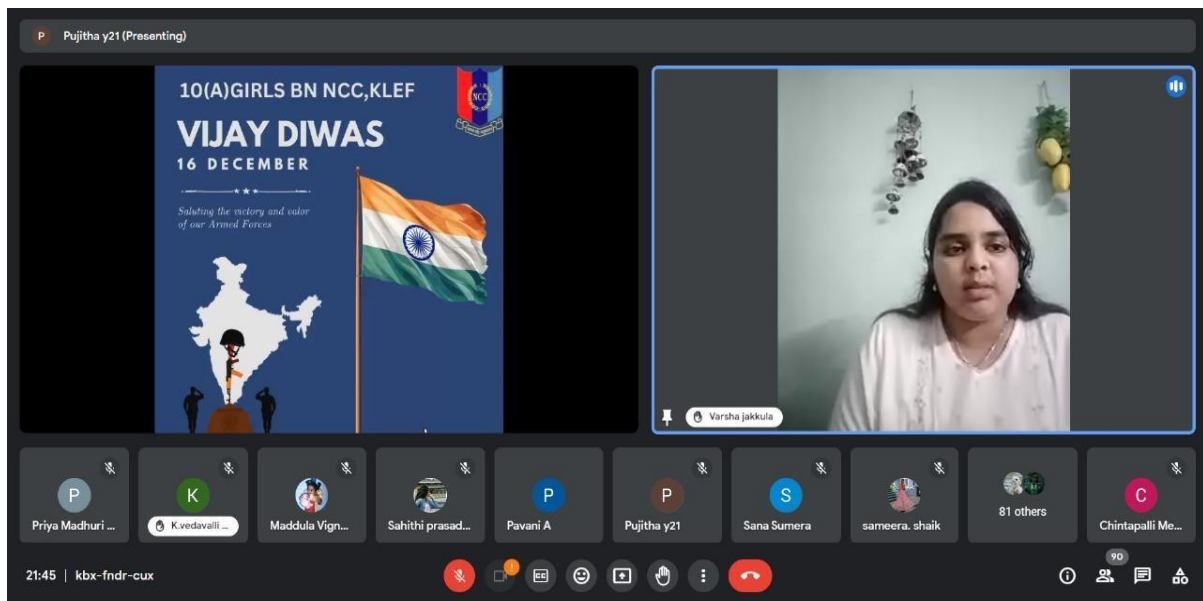 P Pujitha y21 (Presenting)
10(A)GIRLS BN NCC,KLEF
NCC
VIJAY DIWAS
16 DECEMBER
Saluting the victory and valor
of our Armed Forces
Varsha jakkula
P
Priya Madhuri ...
K
K.vedavalli ...
Maddula Vign...
Sahithi prasad...
P
Pavani A
P
Pujitha y21
S
Sana Sumera
sameera. shaik
81 others
C
Chintapalli Me...
21:45 | kbx-fndr-cux
CC
90